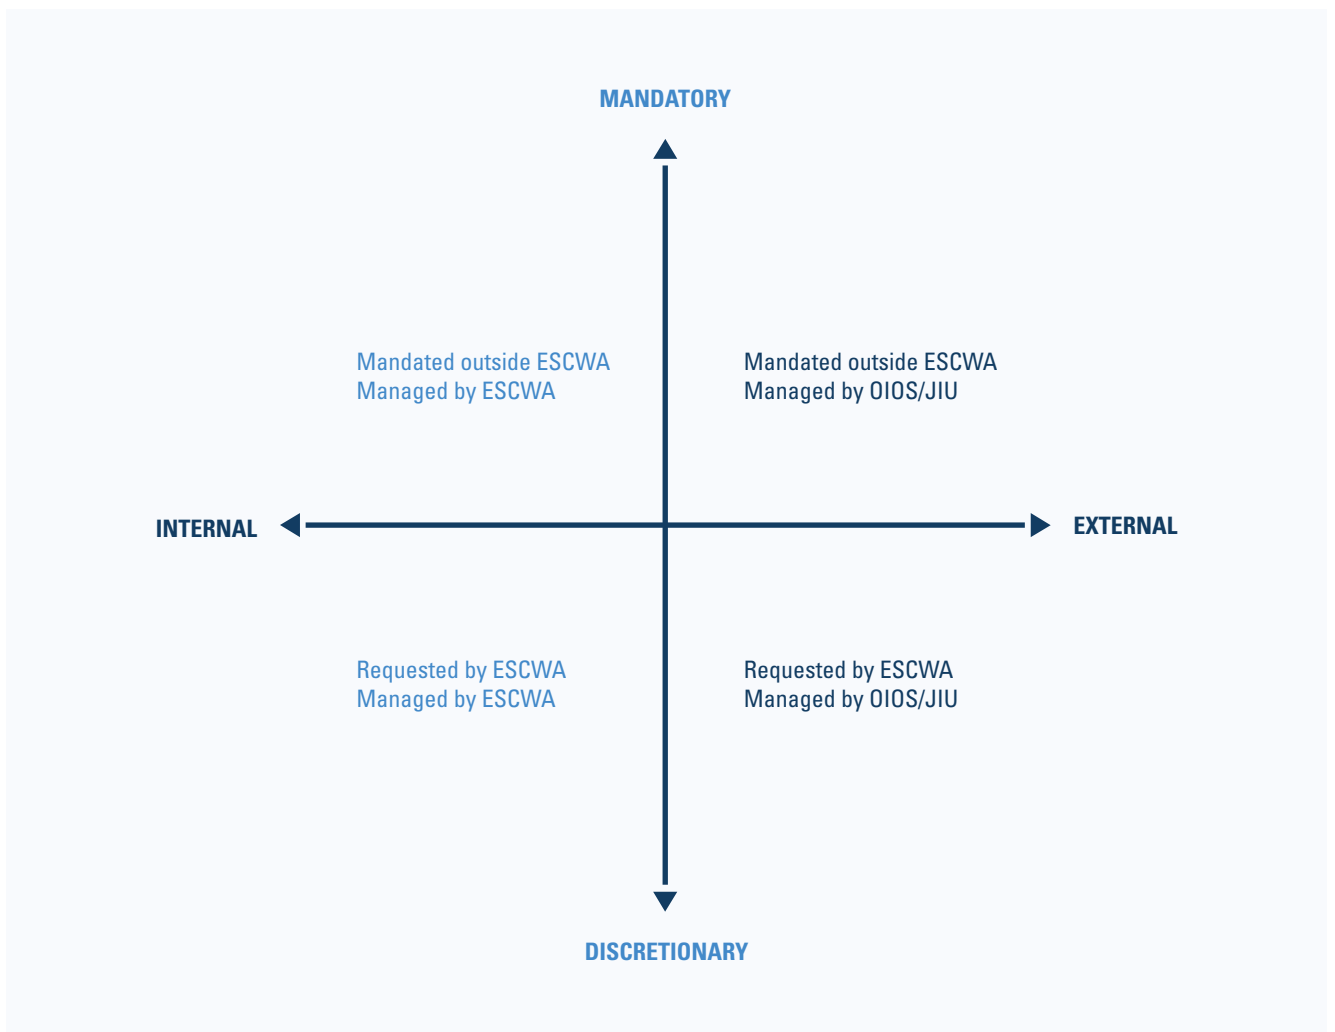 MANDATORY
Mandated outside ESCWA
Managed by ESCWA
Mandated outside ESCWA
Managed by OIOS/JIU
INTERNAL
EXTERNAL
Requested by ESCWA
Managed by ESCWA
Requested by ESCWA
Managed by OIOS/JIU
DISCRETIONARY